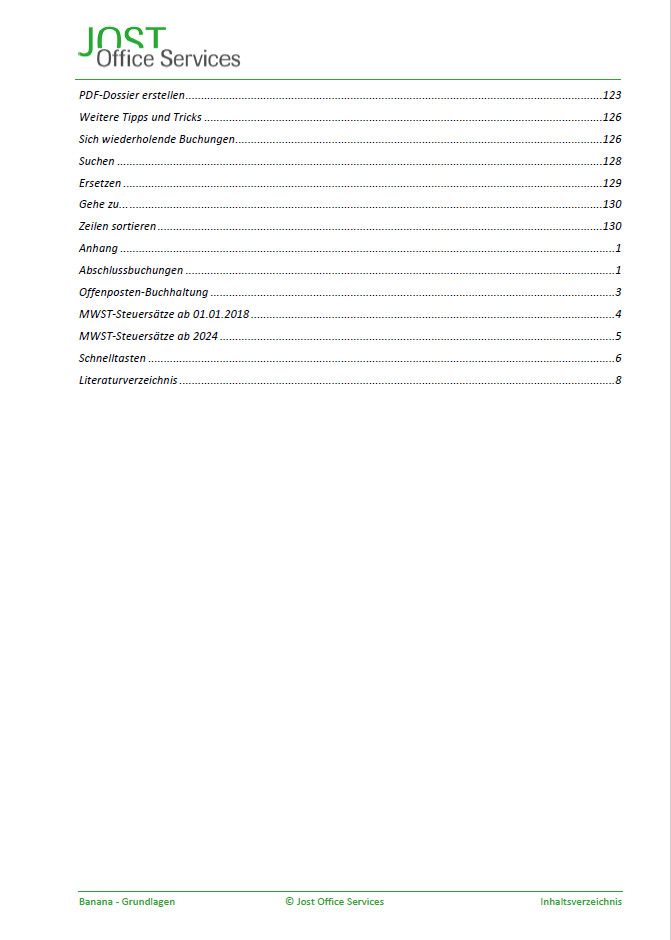 JOST
Office Services
PDF-Dossier erstellen 123
Weitere Tipps und Tricks 126
Sich wiederholende Buchungen 126
Suchen 128
Ersetzen 129
Gehe zu... 130
Zeilen sortieren 130
Anhang 1
Abschlussbuchungen 1
Offenposten-Buchhaltung 3
MWST-Steuersätze ab 01.01.2018 4
MWST-Steuersätze ab 2024 5
Schnelltasten 6
Literaturverzeichnis 8
Banana - Grundlagen © Jost Office Services Inhaltsverzeichnis